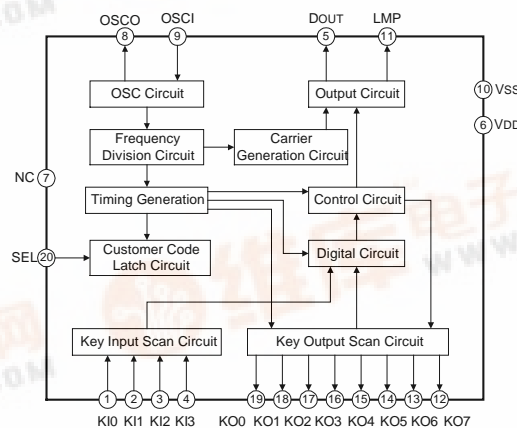 OSCO OSCI DOUT LMP
8 9 5 11
OSC Circuit
Output Circuit
10 VSS
6 VDD
Frequency
Division Circuit
Carrier
Generation Circuit
NC 7
Timing Generation
Control Circuit
SEL 20
Customer Code
Latch Circuit
Digital Circuit
Key Input Scan Circuit
Key Output Scan Circuit
1 2 3 4 19 18 17 16 15 14 13 12
KI0 KI1 KI2 KI3 KO0 KO1 KO2 KO3 KO4 KO5 KO6 KO7